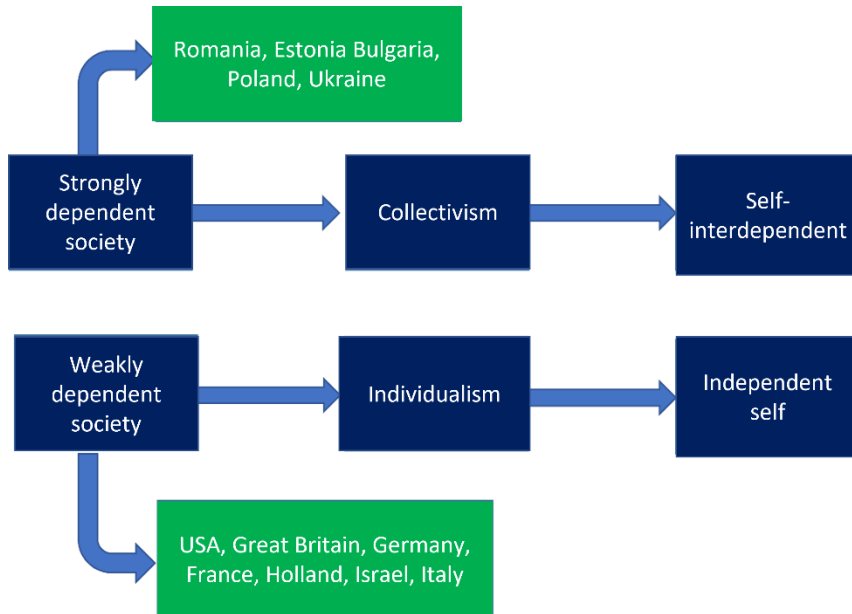 Romania, Estonia Bulgaria,
Poland, Ukraine
Strongly
dependent
society
Collectivism
Self-
interdependent
Weakly
dependent
society
Individualism
Independent
self
USA, Great Britain, Germany,
France, Holland, Israel, Italy